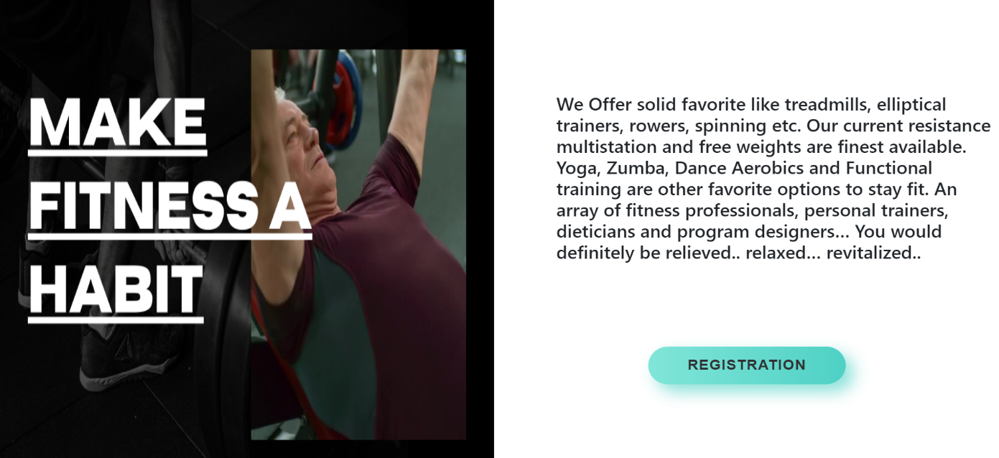 MAKE
FITNESS A
HABIT
We Offer solid favorite like treadmills, elliptical
trainers, rowers, spinning etc. Our current resistance
multistation and free weights are finest available.
Yoga, Zumba, Dance Aerobics and Functional
training are other favorite options to stay fit. An
array of fitness professionals, personal trainers,
dieticians and program designers... You would
definitely be relieved.. relaxed... revitalized..
REGISTRATION